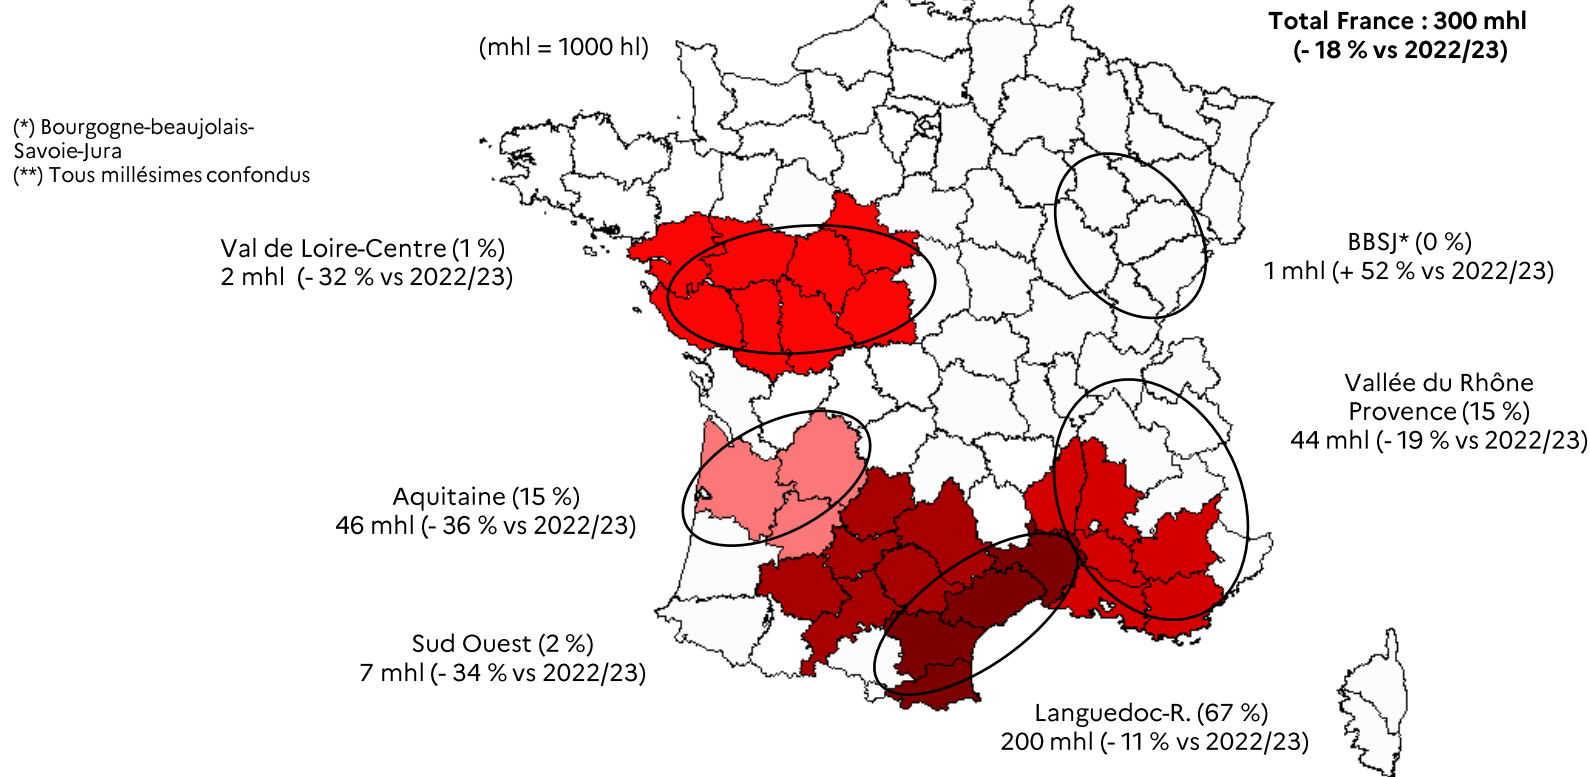 Total France : 300 mhl
(- 18 % vs 2022/23)
(mhl = 1000 hl)
(*) Bourgogne-beaujolais-
Savoie-Jura
(**) Tous millésimes confondus
Val de Loire-Centre (1 %)
2 mhl (- 32 % vs 2022/23)
BBSJ* (0 %)
1 mhl (+ 52 % vs 2022/23)
Vallée du Rhône
Provence (15 %)
44 mhl (- 19 % vs 2022/23)
Aquitaine (15 %)
46 mhl (- 36 % vs 2022/23)
Sud Ouest (2 %)
7 mhl (- 34 % vs 2022/23)
Languedoc-R. (67 %)
200 mhl (- 11 % vs 2022/23)